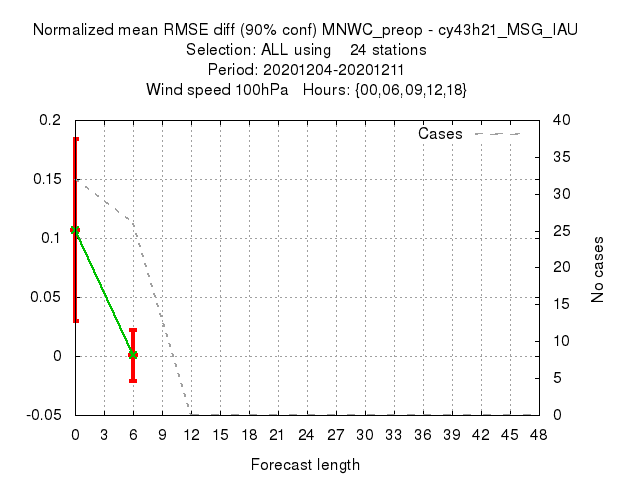 Normalized mean RMSE diff (90% conf) MNWC_preop - cy43h21_MSG_IAU
Selection: ALL using 24 stations
Period: 20201204-20201211
Wind speed 100hPa Hours: {00,06,09,12,18}
Cases
0.2
0.15
0.1
0.05
0
-0.05
40
35
30
25
20
15
10
5
0
No cases
0 3 6 9 12 15 18 21 24 27 30 33 36 39 42 45 48
Forecast length